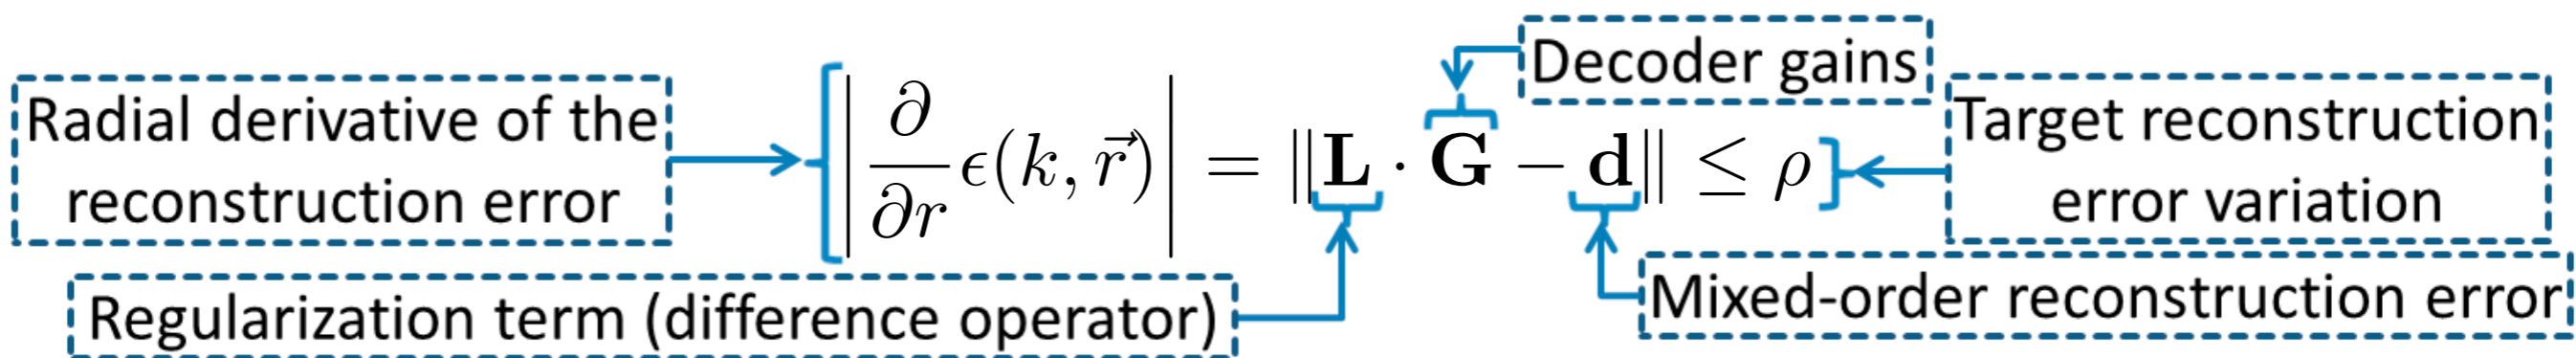 Decoder gains
Radial derivative of the
reconstruction error
|∂/∂r ϵ(k, r⃗)| = ‖L · G − d‖ ≤ ρ
Target reconstruction
error variation
Regularization term (difference operator)
Mixed-order reconstruction error